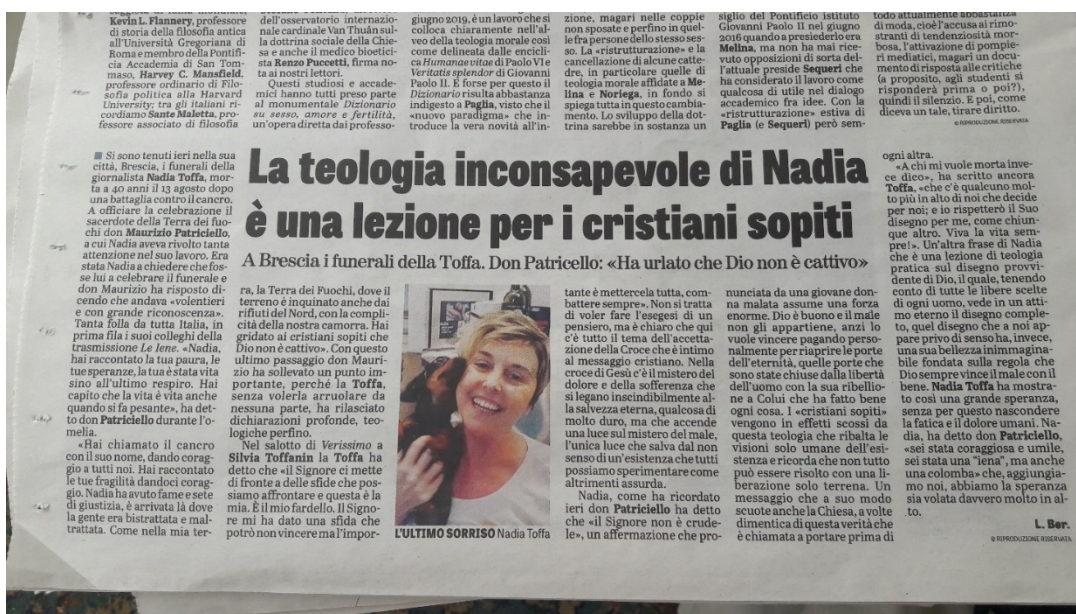 Kevin L. Flannery, professore
di storia della filosofia antica
all'Università Gregoriana di
Roma e membro della Pontifi-
cia Accademia di San Tom-
maso, Harvey C. Mansfield,
professore ordinario di Filo-
sofia politica alla Harvard
University; tra gli italiani ri-
cordiamo Sante Maletta, pro-
fessore associato di filosofia
dell'osservatorio internazio-
nale cardinale Van Thuân sul-
la dottrina sociale della Chie-
sa e anche il medico bioetici-
sta Renzo Puccetti, firma no-
ta ai nostri lettori.
Questi studiosi e accade-
mici hanno tutti preso parte
al monumentale Dizionario
su sesso, amore e fertilità,
un'opera diretta dai professo-
giugno 2019, è un lavoro che si
colloca chiaramente nell'al-
veo della teologia morale così
come delineata delle encicli-
ca Humanae vitae di Paolo VI e
Veritatis splendor di Giovanni
Paolo II. E forse per questo il
Dizionario risulta abbastanza
indigesto a Paglia, visto che il
«nuovo paradigma» che in-
troduce la vera novità all'in-
zione, magari nelle coppie
non sposate e perfino in quel-
le fra persone dello stesso ses-
so. La «ristrutturazione» e la
cancellazione di alcune catte-
dre, in particolare quelle di
teologia morale affidate a Me-
lina e Noriega, in fondo si
spiega tutta in questo cambia-
mento. Lo sviluppo della dot-
trina sarebbe in sostanza un
siglio del Pontificio istituto
Giovanni Paolo II nel giugno
2016 quando a presiederlo era
Melina, ma non ha mai rice-
vuto opposizioni di sorta del-
l'attuale preside Sequeri che
ha considerato il lavoro come
qualcosa di utile nel dialogo
accademico fra idee. Con la
«ristrutturazione» estiva di
Paglia (e Sequeri) però sem-
todo attualmente abbastanza
di moda, cioè l'accusa ai rimo-
stranti di tendenziosità mor-
bosa, l'attivazione di pompie-
ri mediatici, magari un docu-
mento di risposta alle critiche
(a proposito, agli studenti si
risponderà prima o poi?),
quindi il silenzio. E poi, come
diceva un tale, tirare diritto.
© RIPRODUZIONE RISERVATA
La teologia inconsapevole di Nadia
è una lezione per i cristiani sopiti
A Brescia i funerali della Toffa. Don Patricello: «Ha urlato che Dio non è cattivo»
Si sono tenuti ieri nella sua
città, Brescia, i funerali della
giornalista Nadia Toffa, mor-
ta a 40 anni il 13 agosto dopo
una battaglia contro il cancro.
A officiare la celebrazione il
sacerdote della Terra dei fuo-
chi don Maurizio Patriciello,
a cui Nadia aveva rivolto tanta
attenzione nel suo lavoro. Era
stata Nadia a chiedere che fos-
se lui a celebrare il funerale e
don Maurizio ha risposto di-
cendo che andava «volentieri
e con grande riconoscenza».
Tanta folla da tutta Italia, in
prima fila i suoi colleghi della
trasmissione Le Iene. «Nadia,
hai raccontato la tua paura, le
tue speranze, la tua è stata vita
sino all'ultimo respiro. Hai
capito che la vita è vita anche
quando si fa pesante», ha det-
to don Patriciello durante l'o-
melia.
«Hai chiamato il cancro
con il suo nome, dando corag-
gio a tutti noi. Hai raccontato
le tue fragilità dandoci corag-
gio. Nadia ha avuto fame e sete
di giustizia, è arrivata là dove
la gente era bistrattata e mal-
trattata. Come nella mia ter-
ra, la Terra dei Fuochi, dove il
terreno è inquinato anche dai
rifiuti del Nord, con la compli-
cità della nostra camorra. Hai
gridato ai cristiani sopiti che
Dio non è cattivo». Con questo
ultimo passaggio don Mauri-
zio ha sollevato un punto im-
portante, perché la Toffa,
senza volerla arruolare da
nessuna parte, ha rilasciato
dichiarazioni profonde, teo-
logiche perfino.
Nel salotto di Verissimo a
Silvia Toffanin la Toffa ha
detto che «il Signore ci mette
di fronte a delle sfide che pos-
siamo affrontare e questa è la
mia. È il mio fardello. Il Signo-
re mi ha dato una sfida che
potrò non vincere ma l'impor-
L'ULTIMO SORRISO Nadia Toffa
tante è mettercela tutta, com-
battere sempre». Non si tratta
di voler fare l'esegesi di un
pensiero, ma è chiaro che qui
c'è tutto il tema dell'accetta-
zione della Croce che è intimo
al messaggio cristiano. Nella
croce di Gesù c'è il mistero del
dolore e della sofferenza che
si legano inscindibilmente al-
la salvezza eterna, qualcosa di
molto duro, ma che accende
una luce sul mistero del male,
l'unica luce che salva dal non
senso di un'esistenza che tutti
possiamo sperimentare come
altrimenti assurda.
Nadia, come ha ricordato
ieri don Patriciello ha detto
che «il Signore non è crude-
le», un affermazione che pro-
nunciata da una giovane don-
na malata assume una forza
enorme. Dio è buono e il male
non gli appartiene, anzi lo
vuole vincere pagando perso-
nalmente per riaprire le porte
dell'eternità, quelle porte che
sono state chiuse dalla libertà
dell'uomo con la sua ribellio-
ne a Colui che ha fatto bene
ogni cosa. I «cristiani sopiti»
vengono in effetti scossi da
questa teologia che ribalta le
visioni solo umane dell'esi-
stenza e ricorda che non tutto
può essere risolto con una li-
berazione solo terrena. Un
messaggio che a suo modo
scuote anche la Chiesa, a volte
dimentica di questa verità che
è chiamata a portare prima di
ogni altra.
«A chi mi vuole morta inve-
ce dico», ha scritto ancora
Toffa, «che c'è qualcuno mol-
to più in alto di noi che decide
per noi; e io rispetterò il Suo
disegno per me, come chiun-
que altro. Viva la vita sem-
pre!». Un'altra frase di Nadia
che è una lezione di teologia
pratica sul disegno provvi-
dente di Dio, il quale, tenendo
conto di tutte le libere scelte
di ogni uomo, vede in un atti-
mo eterno il disegno comple-
to, quel disegno che a noi ap-
pare privo di senso ha, invece,
una sua bellezza inimmagina-
bile fondata sulla regola che
Dio sempre vince il male con il
bene. Nadia Toffa ha mostra-
to così una grande speranza,
senza per questo nascondere
la fatica e il dolore umani. Na-
dia, ha detto don Patriciello,
«sei stata coraggiosa e umile,
sei stata una "iena", ma anche
una colomba» che, aggiungia-
mo noi, abbiamo la speranza
sia volata davvero molto in al-
to.
L. Ber.
© RIPRODUZIONE RISERVATA